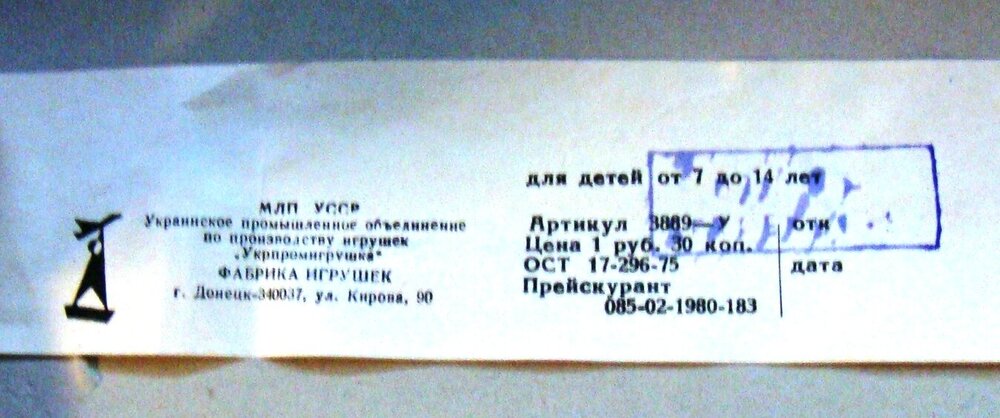 МЛП УССР
Украинское промышленное объединение
по производству игрушек
„Укрпромигрушка"
ФАБРИКА ИГРУШЕК
г. Донецк-340037, ул. Кирова, 90
для детей от 7 до 14 лет
Артикул 3889—У отк
Цена 1 руб. 30 коп.
ОСТ 17-296-75 дата
Прейскурант
085-02-1980-183